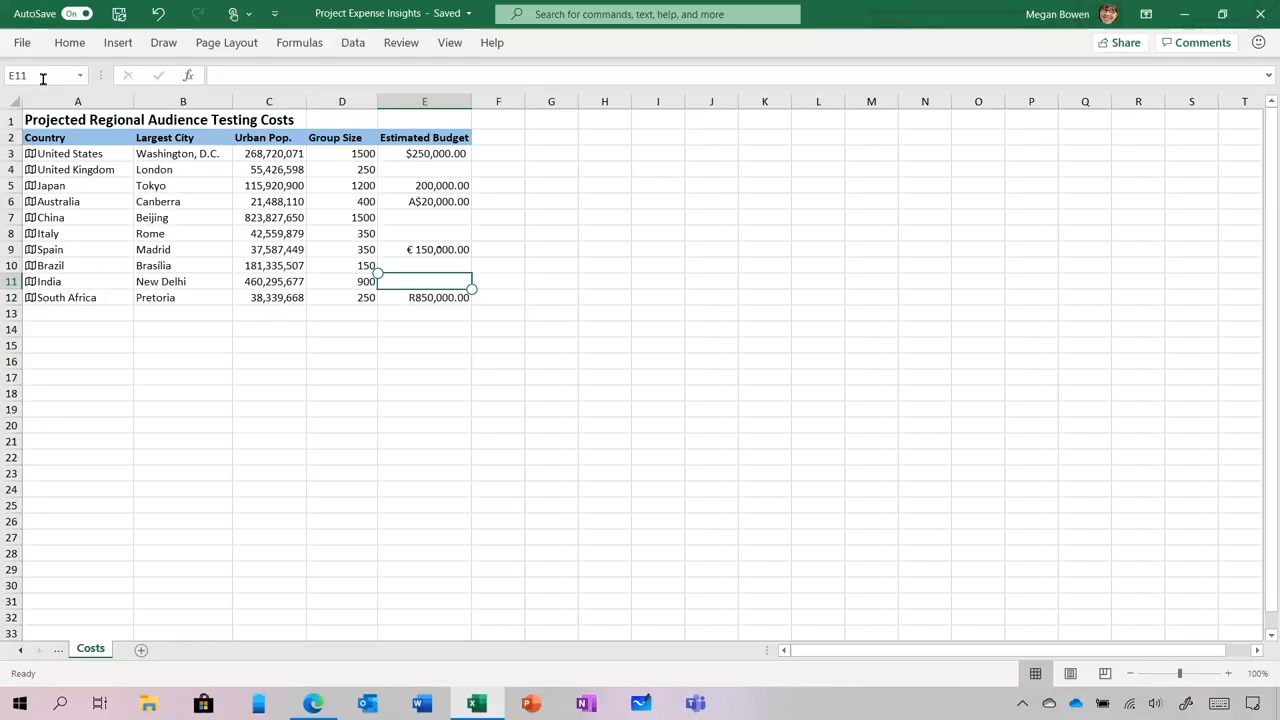 AutoSave On Project Expense Insights - Saved Search for commands, text, help, and more Megan Bowen
File Home Insert Draw Page Layout Formulas Data Review View Help Share Comments
E11 fx
A B C D E F G H I J K L M N O P Q R S T
1 Projected Regional Audience Testing Costs
2 Country Largest City Urban Pop. Group Size Estimated Budget
3 United States Washington, D.C. 268,720,071 1500 $250,000.00
4 United Kingdom London 55,426,598 250
5 Japan Tokyo 115,920,900 1200 200,000.00
6 Australia Canberra 21,488,110 400 A$20,000.00
7 China Beijing 823,827,650 1500
8 Italy Rome 42,559,879 350
9 Spain Madrid 37,587,449 350 € 150,000.00
10 Brazil Brasília 181,335,507 150
11 India New Delhi 460,295,677 900
12 South Africa Pretoria 38,339,668 250 R850,000.00
13
14
15
16
17
18
19
20
21
22
23
24
25
26
27
28
29
30
31
32
33
... Costs
Ready 100%